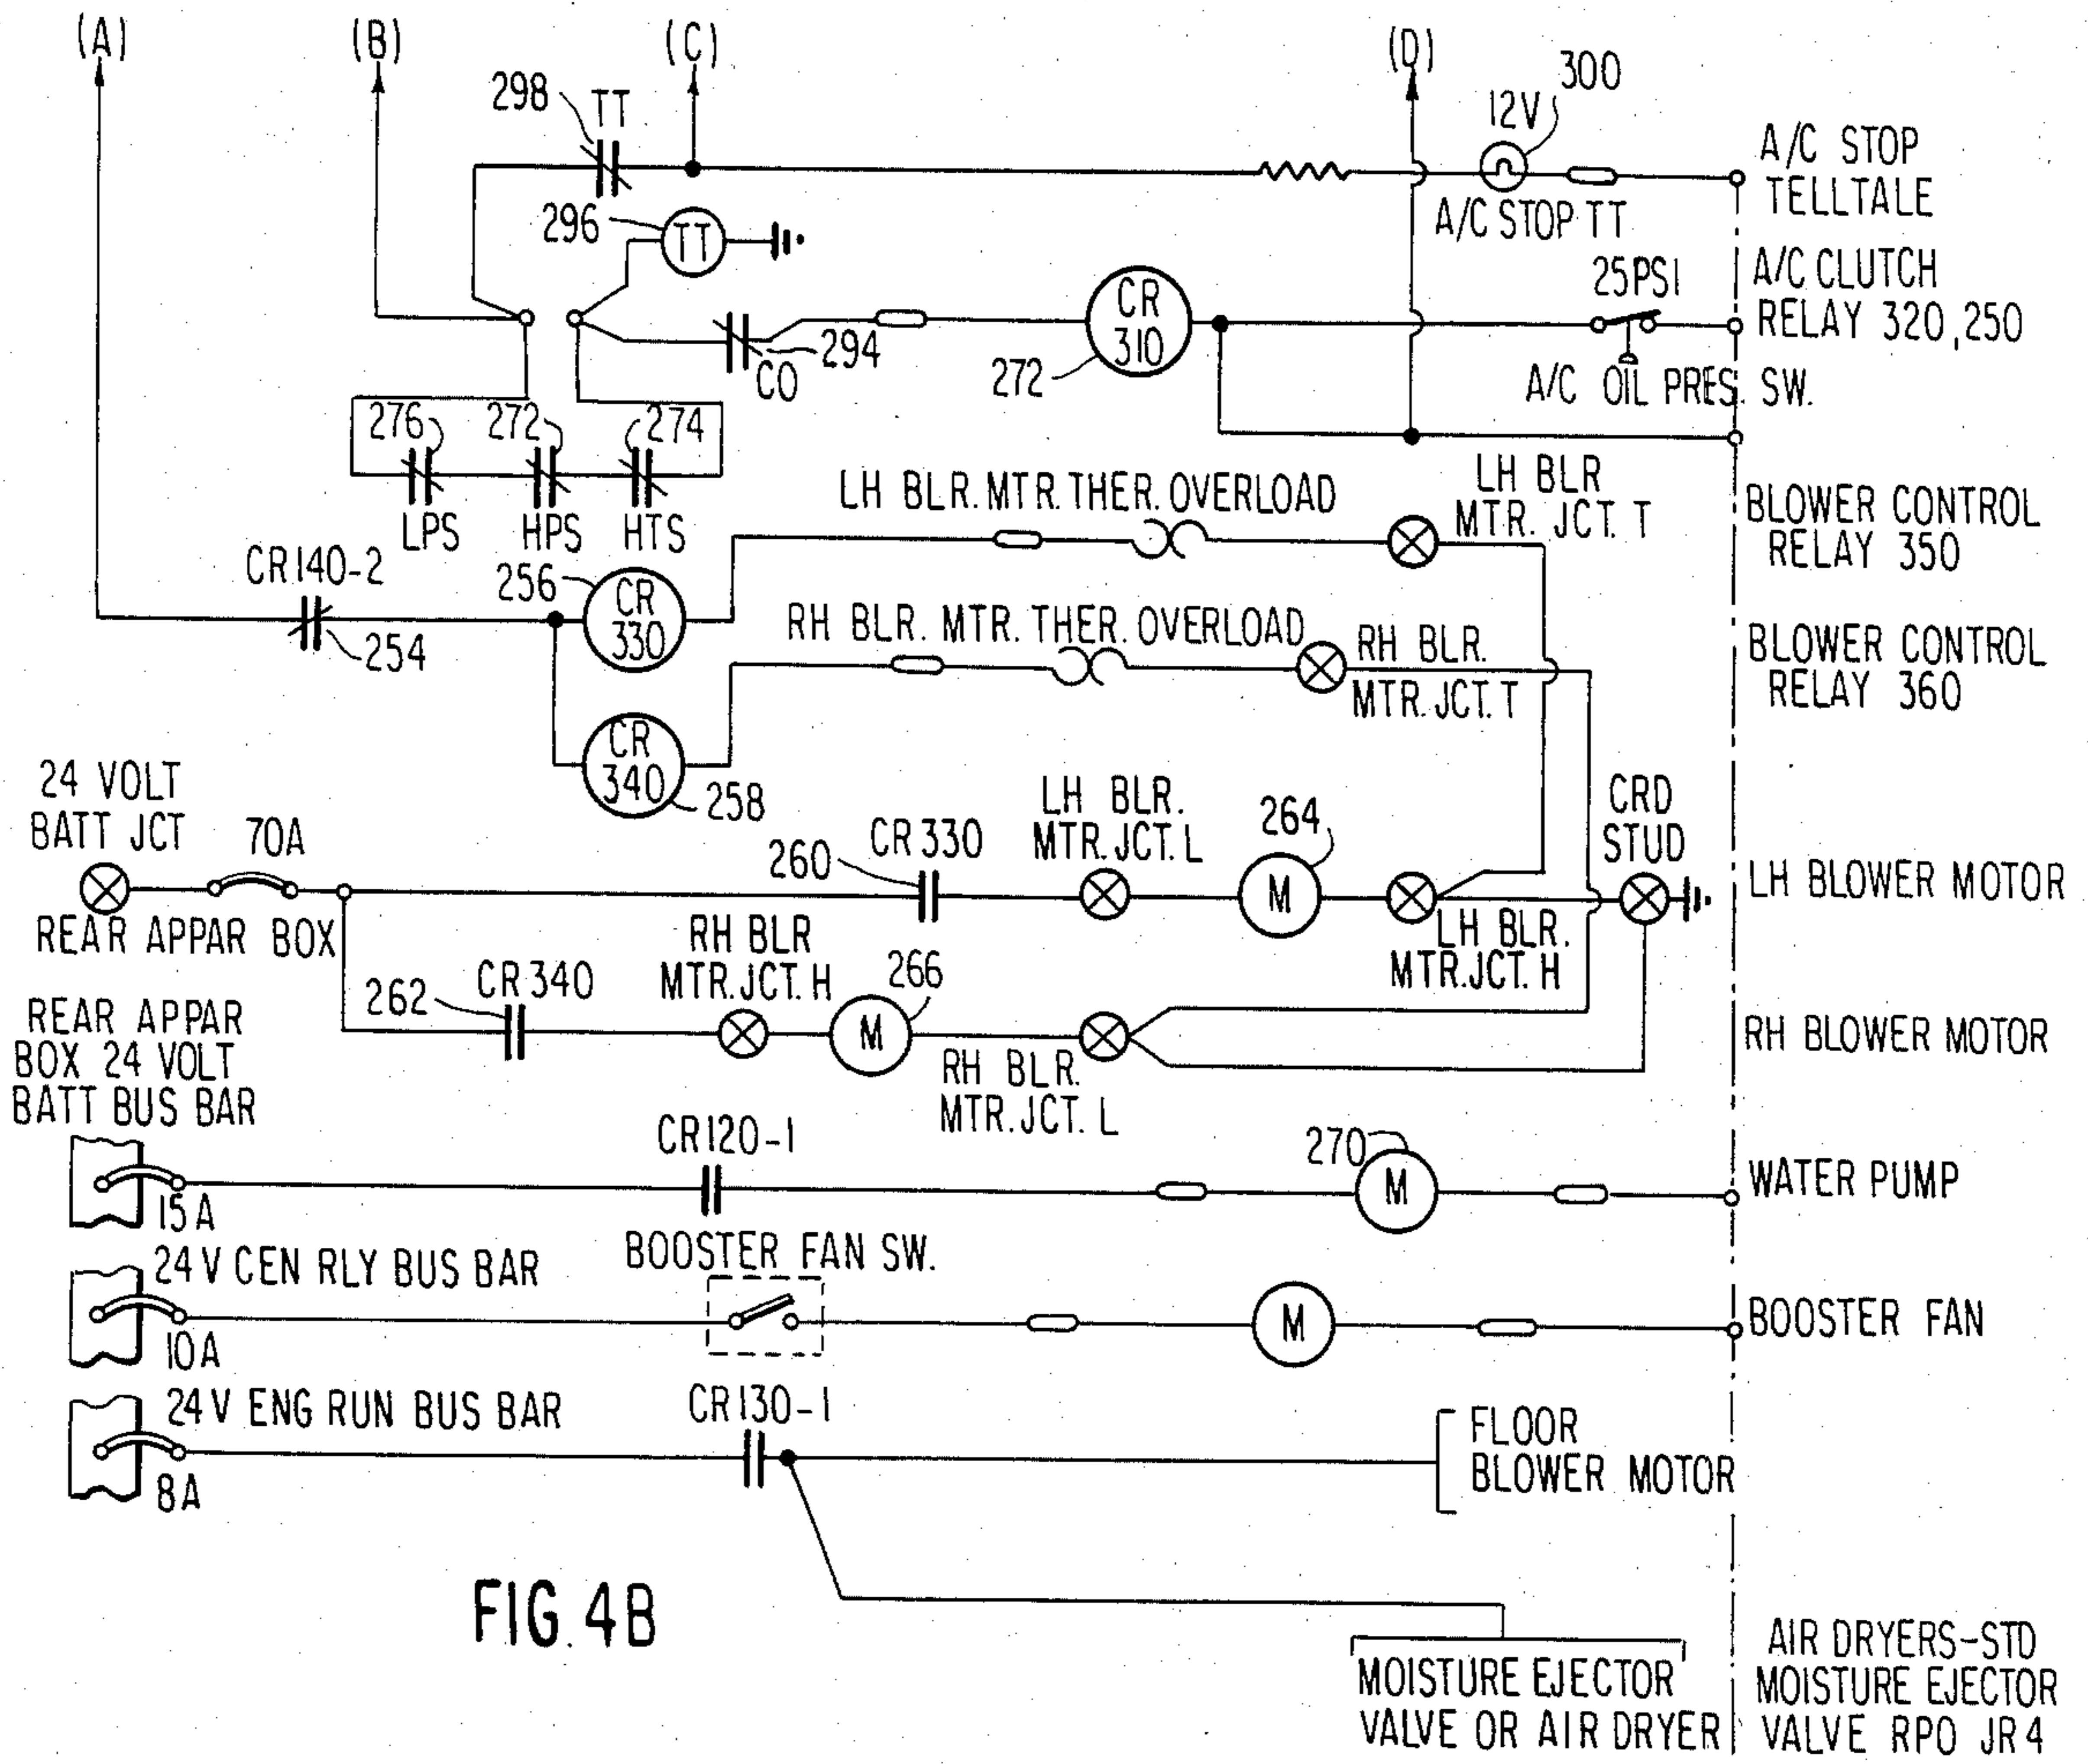 (A)
(B)
(C)
(D)
298
TT
12V
300
A/C STOP
TELLTALE
296
TT
A/C STOP TT
25PSI
A/C CLUTCH
RELAY 320,250
CR
310
294
CO
272
A/C OIL PRES. SW.
276
272
274
LPS
HPS
HTS
LH BLR. MTR. THER. OVERLOAD
LH BLR
MTR. JCT. T
BLOWER CONTROL
RELAY 350
CR140-2
254
256
CR
330
RH BLR. MTR. THER. OVERLOAD
RH BLR.
MTR. JCT. T
BLOWER CONTROL
RELAY 360
CR
340
258
24 VOLT
BATT JCT
70A
REAR APPAR BOX
260
CR330
LH BLR.
MTR. JCT. L
264
M
LH BLR.
MTR. JCT. H
CRD
STUD
LH BLOWER MOTOR
262
CR340
RH BLR
MTR. JCT. H
266
M
RH BLR.
MTR. JCT. L
RH BLOWER MOTOR
REAR APPAR
BOX 24 VOLT
BATT BUS BAR
15A
CR120-1
270
M
WATER PUMP
24V CEN RLY BUS BAR
10A
BOOSTER FAN SW.
M
BOOSTER FAN
24V ENG RUN BUS BAR
8A
CR130-1
FLOOR
BLOWER MOTOR
FIG. 4B
MOISTURE EJECTOR
VALVE OR AIR DRYER
AIR DRYERS-STD
MOISTURE EJECTOR
VALVE RPO JR4